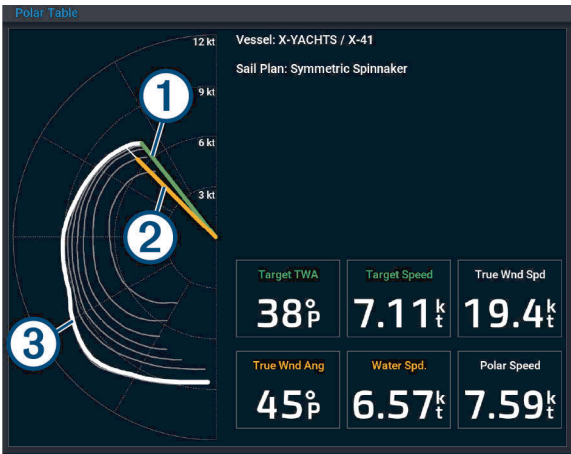 Polar Table
12 kt
Vessel: X-YACHTS / X-41
Sail Plan: Symmetric Spinnaker
9 kt
1
6 kt
3 kt
2
3
Target TWA
38°P
Target Speed
7.11kt
True Wnd Spd
19.4kt
True Wnd Ang
45°P
Water Spd.
6.57kt
Polar Speed
7.59kt